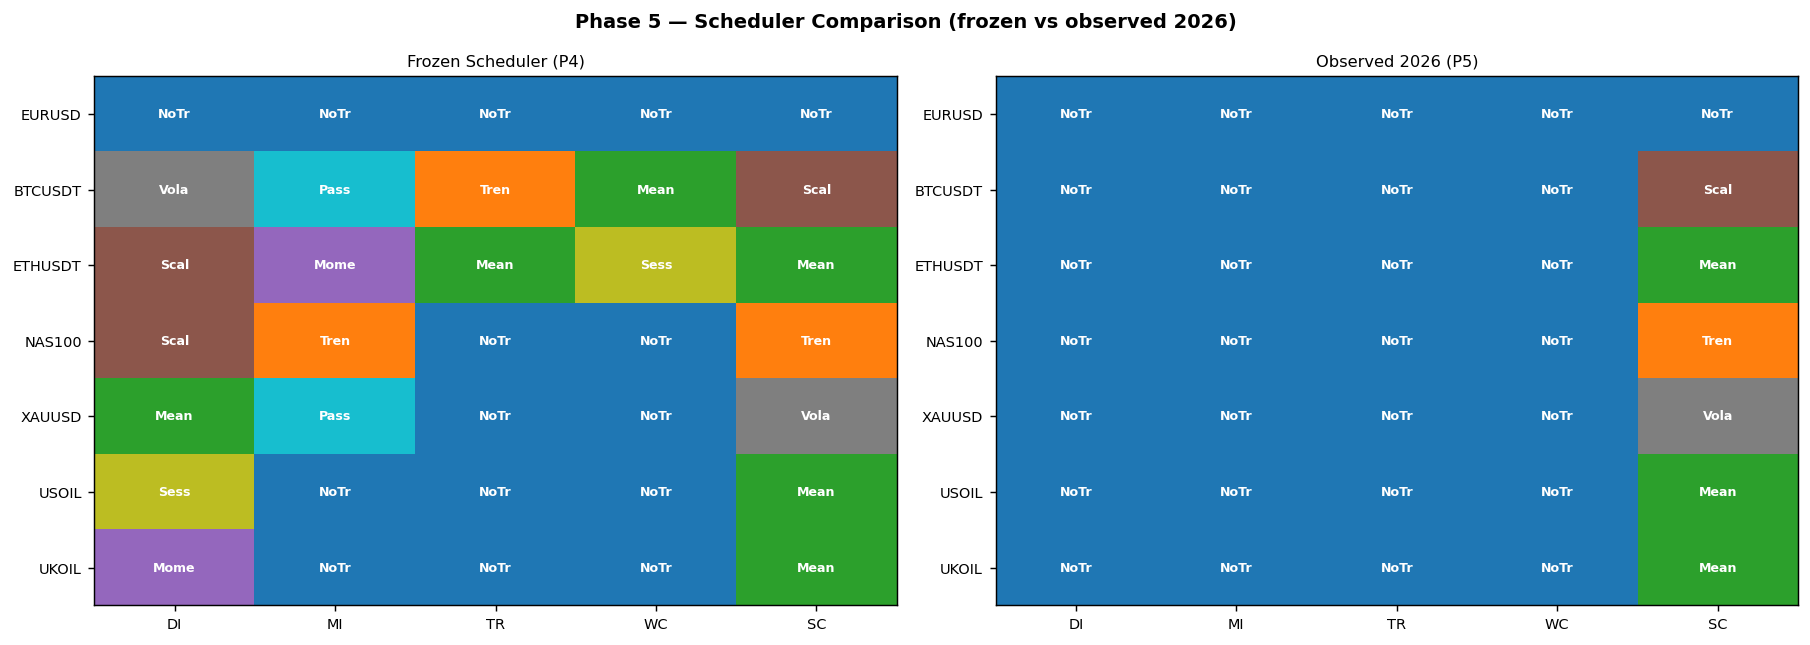 Phase 5 — Scheduler Comparison (frozen vs observed 2026)
Frozen Scheduler (P4)
EURUSD NoTr NoTr NoTr NoTr NoTr
BTCUSDT Vola Pass Tren Mean Scal
ETHUSDT Scal Mome Mean Sess Mean
NAS100 Scal Tren NoTr NoTr Tren
XAUUSD Mean Pass NoTr NoTr Vola
USOIL Sess NoTr NoTr NoTr Mean
UKOIL Mome NoTr NoTr NoTr Mean
DI MI TR WC SC
Observed 2026 (P5)
EURUSD NoTr NoTr NoTr NoTr NoTr
BTCUSDT NoTr NoTr NoTr NoTr Scal
ETHUSDT NoTr NoTr NoTr NoTr Mean
NAS100 NoTr NoTr NoTr NoTr Tren
XAUUSD NoTr NoTr NoTr NoTr Vola
USOIL NoTr NoTr NoTr NoTr Mean
UKOIL NoTr NoTr NoTr NoTr Mean
DI MI TR WC SC